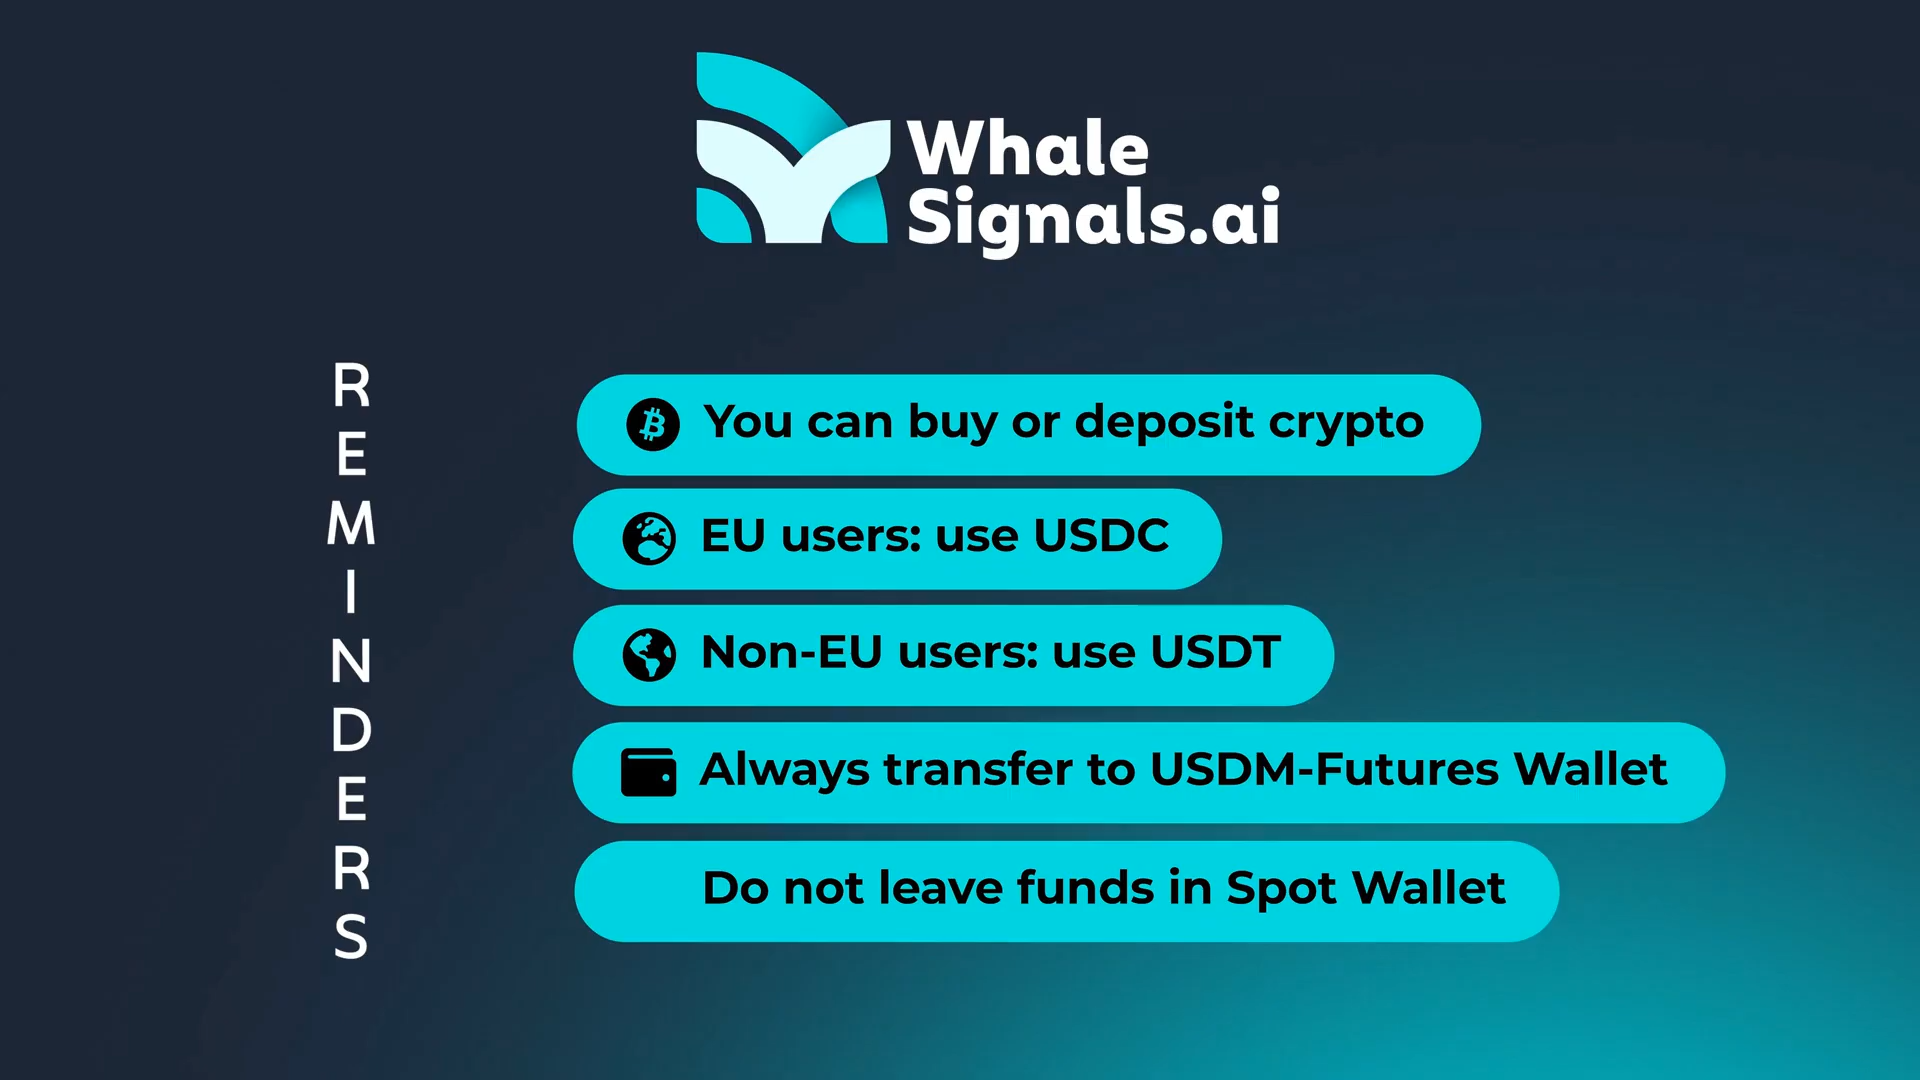 Whale
Signals.ai
REMINDERS
You can buy or deposit crypto
EU users: use USDC
Non-EU users: use USDT
Always transfer to USDM-Futures Wallet
Do not leave funds in Spot Wallet